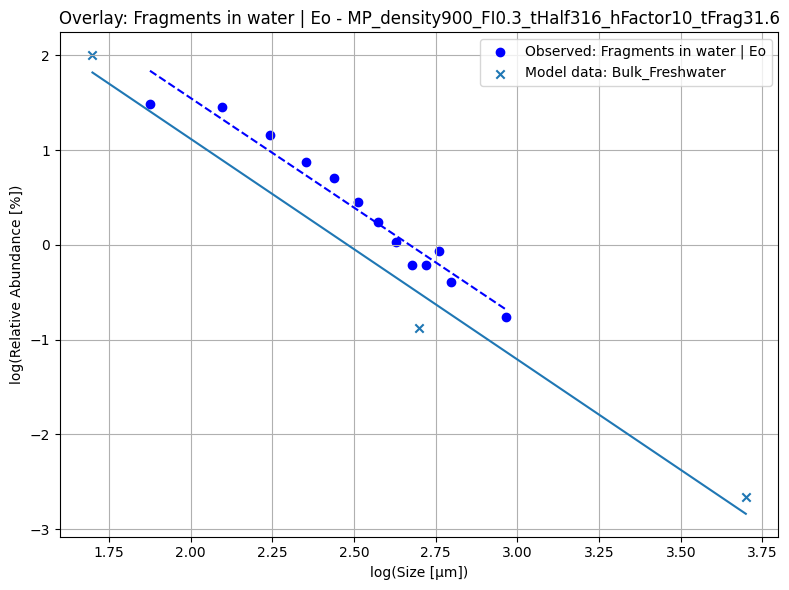 Overlay: Fragments in water | Eo - MP_density900_FI0.3_tHalf316_hFactor10_tFrag31.6
Observed: Fragments in water | Eo
Model data: Bulk_Freshwater
log(Relative Abundance [%])
2
1
0
−1
−2
−3
1.75 2.00 2.25 2.50 2.75 3.00 3.25 3.50 3.75
log(Size [μm])